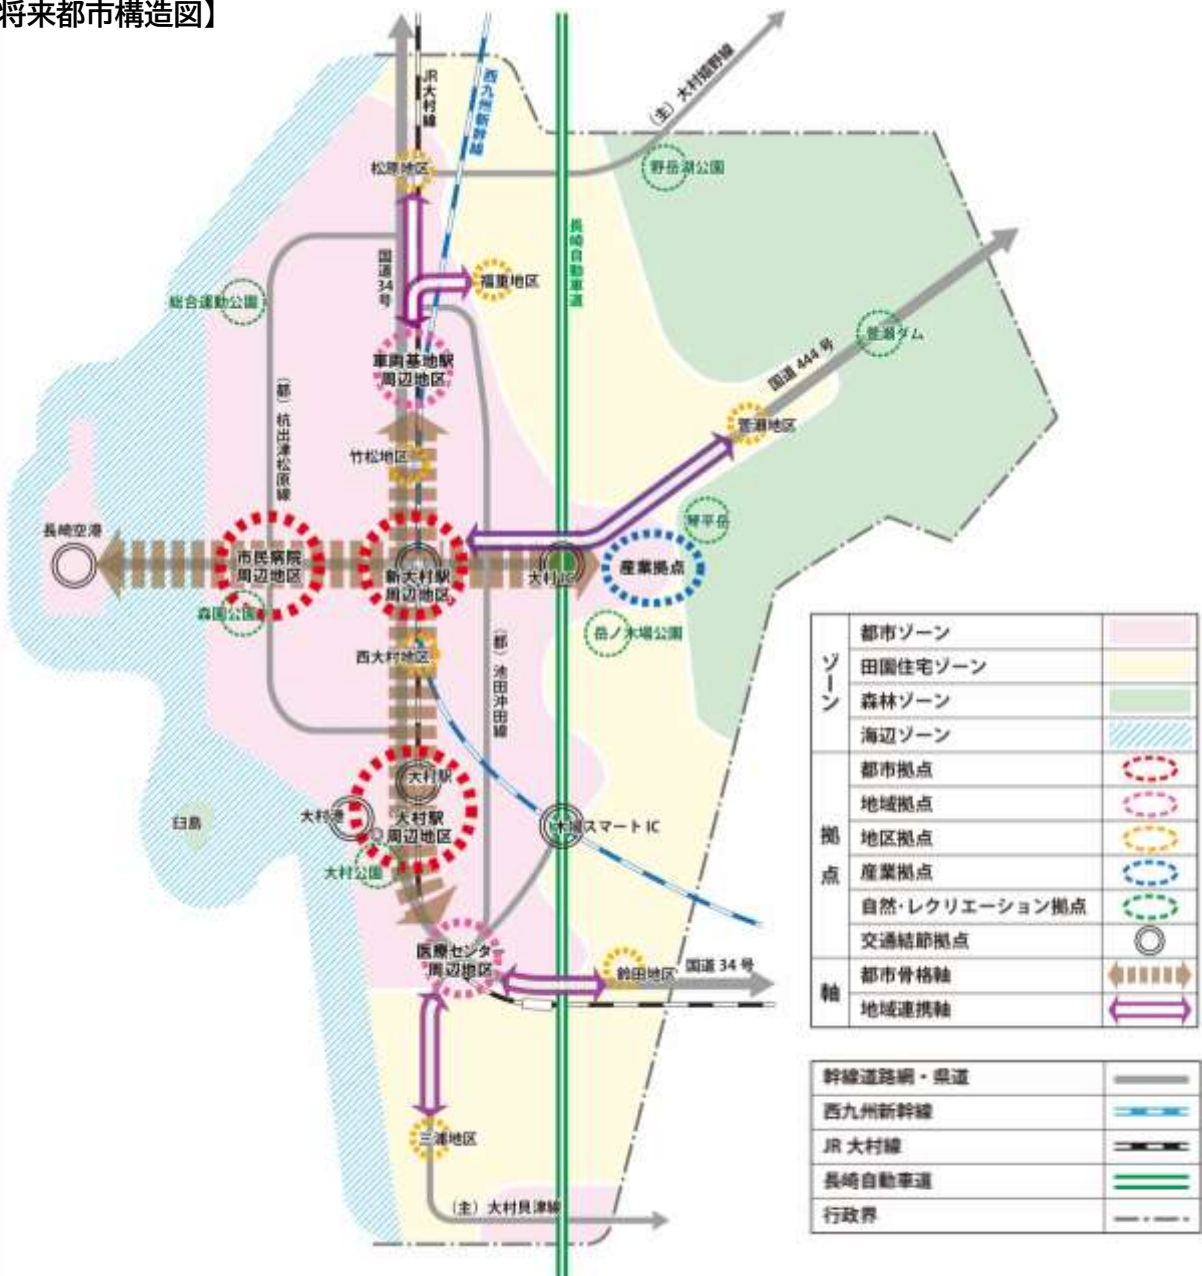 将来都市構造図】
JR大村線
西九州新幹線
(主)大村嬉野線
松原地区
野岳湖公園
国道34号
長崎自動車道
福重地区
総合運動公園
菅瀬ダム
車両基地駅
周辺地区
国道444号
(都)杭出津松原線
菅瀬地区
竹松地区
琴平岳
長崎空港
市民病院
周辺地区
新大村駅
周辺地区
大村IC
産業拠点
森園公園
岳ノ木場公園
西大村地区
(都)池田沖田線
大村駅
大村港
大村駅
周辺地区
臼島
木場スマートIC
大村公園
医療センター
周辺地区
鈴田地区
国道34号
三浦地区
(主)大村貝津線
ゾーン
都市ゾーン
田園住宅ゾーン
森林ゾーン
海辺ゾーン
拠点
都市拠点
地域拠点
地区拠点
産業拠点
自然・レクリエーション拠点
交通結節拠点
軸
都市骨格軸
地域連携軸
幹線道路網・県道
西九州新幹線
JR大村線
長崎自動車道
行政界